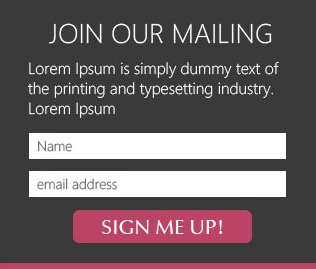 JOIN OUR MAILING
Lorem Ipsum is simply dummy text of
the printing and typesetting industry.
Lorem Ipsum
Name
email address
SIGN ME UP!